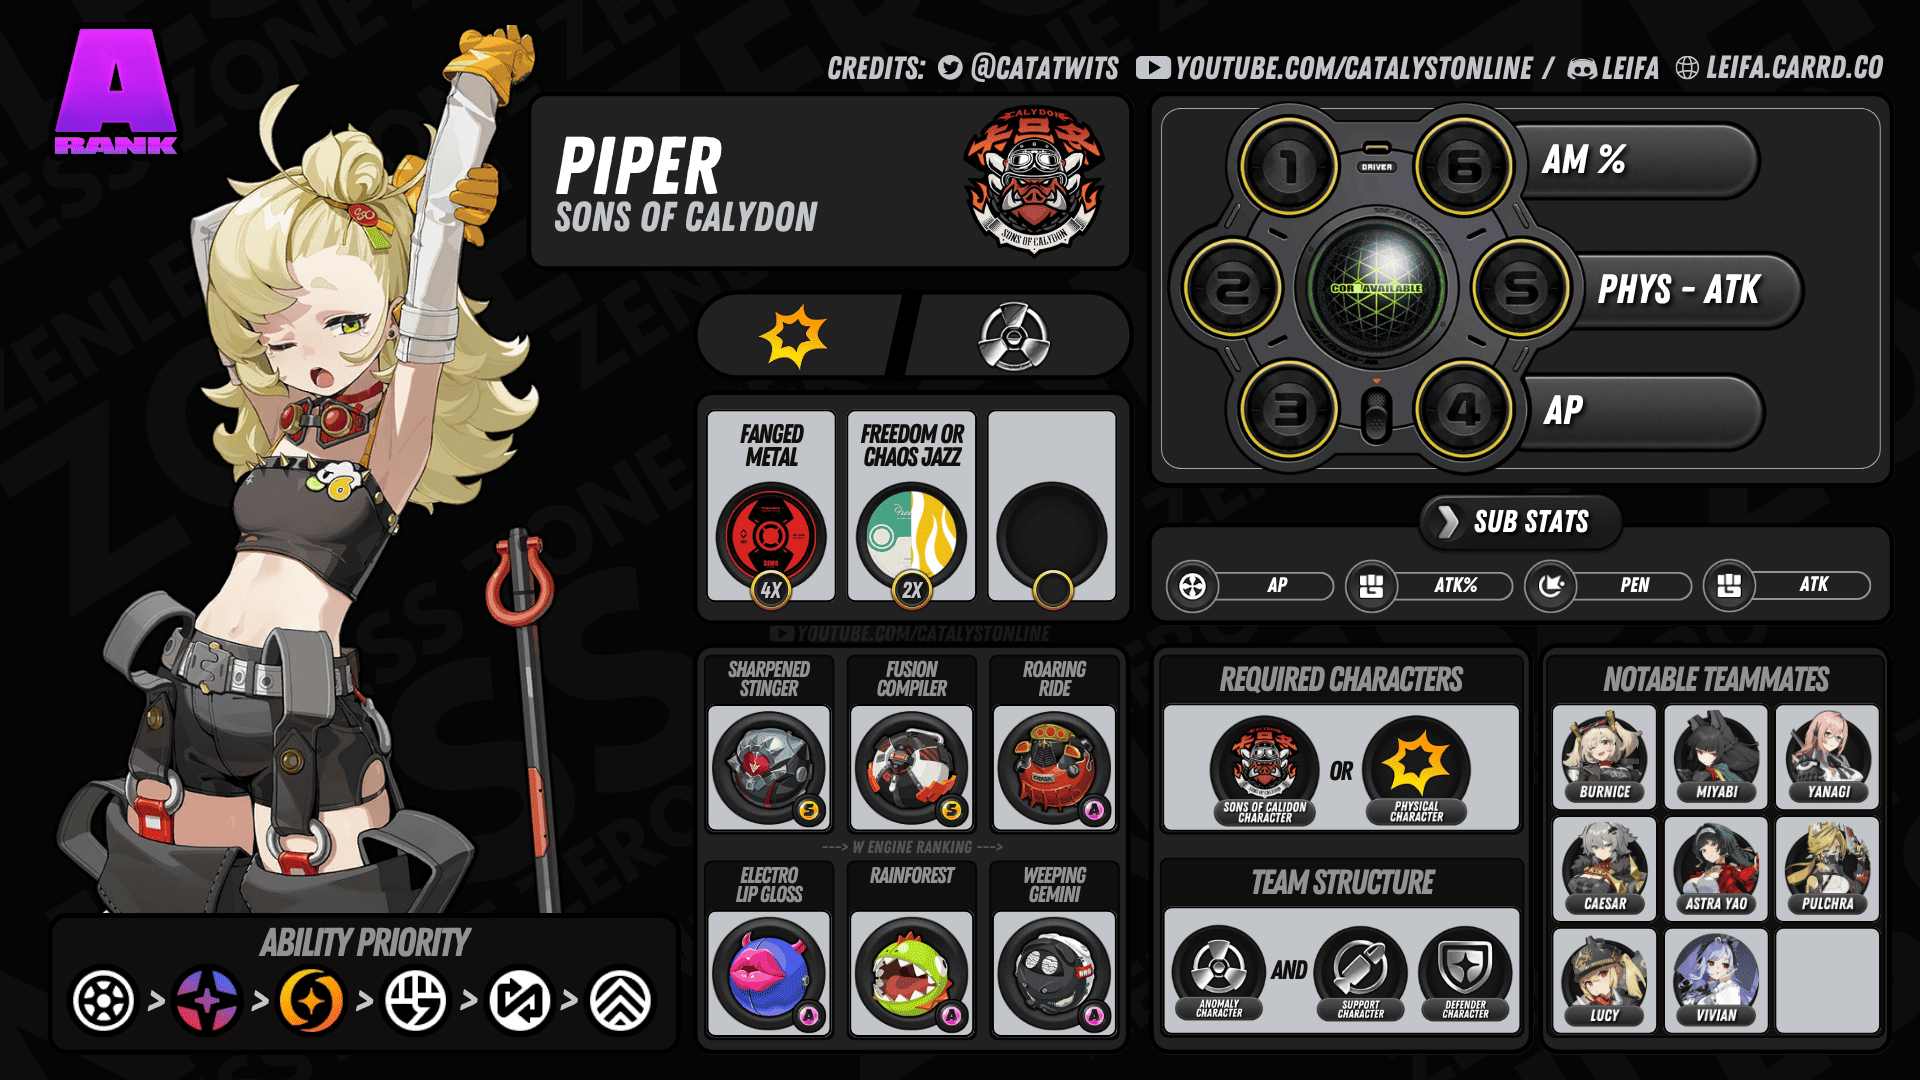 A
RANK
CREDITS: @CATATWITS YOUTUBE.COM/CATALYSTONLINE / LEIFA LEIFA.CARRD.CO
PIPER
SONS OF CALYDON
CALYDON
SONS OF CALYDON
1
6
DRIVER
AM %
2
5
PHYS - ATK
3
4
AP
FANGED
METAL
4X
FREEDOM OR
CHAOS JAZZ
2X
SUB STATS
AP
ATK%
PEN
ATK
YOUTUBE.COM/CATALYSTONLINE
SHARPENED
STINGER
S
FUSION
COMPILER
S
ROARING
RIDE
A
---> W ENGINE RANKING --->
ELECTRO
LIP GLOSS
A
RAINFOREST
A
WEEPING
GEMINI
A
REQUIRED CHARACTERS
SONS OF CALIDON
CHARACTER
OR
PHYSICAL
CHARACTER
TEAM STRUCTURE
ANOMALY
CHARACTER
AND
SUPPORT
CHARACTER
DEFENDER
CHARACTER
NOTABLE TEAMMATES
BURNICE
MIYABI
YANAGI
CAESAR
ASTRA YAO
PULCHRA
LUCY
VIVIAN
ABILITY PRIORITY
> > > > >